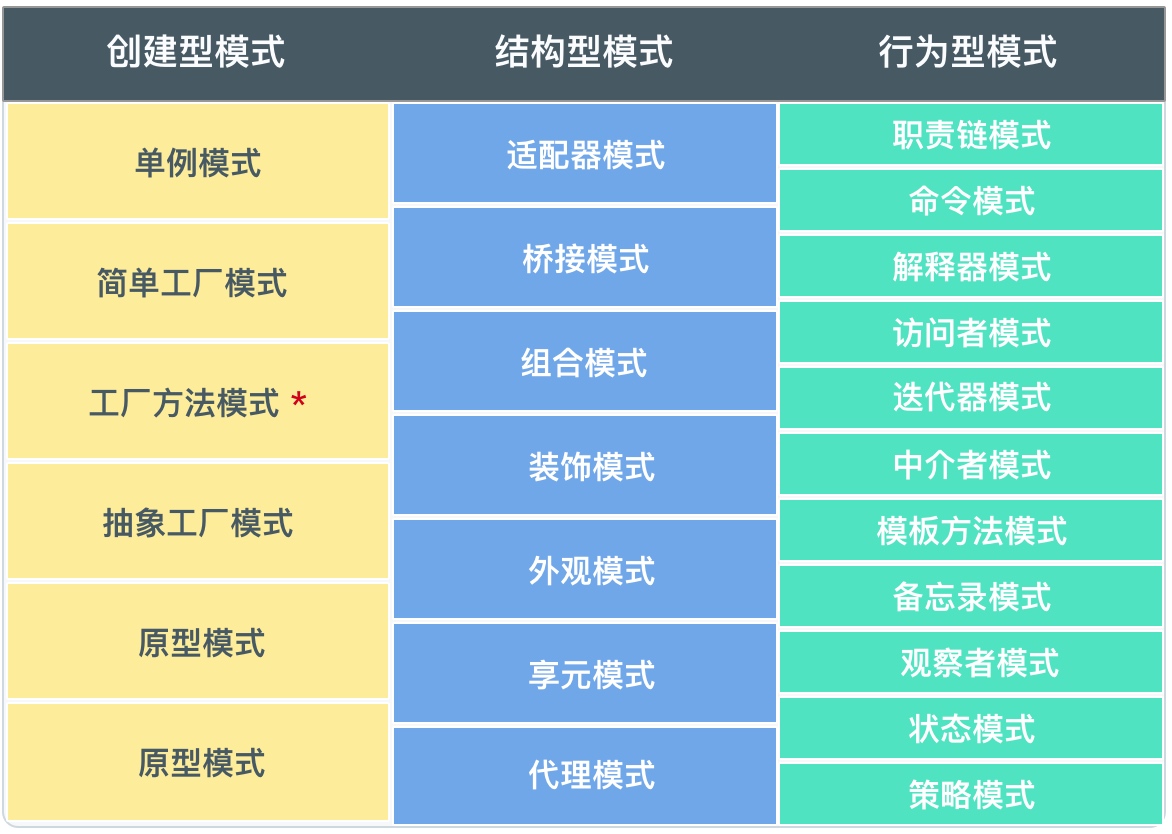 创建型模式
结构型模式
行为型模式
单例模式
简单工厂模式
工厂方法模式 *
抽象工厂模式
原型模式
原型模式
适配器模式
桥接模式
组合模式
装饰模式
外观模式
享元模式
代理模式
职责链模式
命令模式
解释器模式
访问者模式
迭代器模式
中介者模式
模板方法模式
备忘录模式
观察者模式
状态模式
策略模式